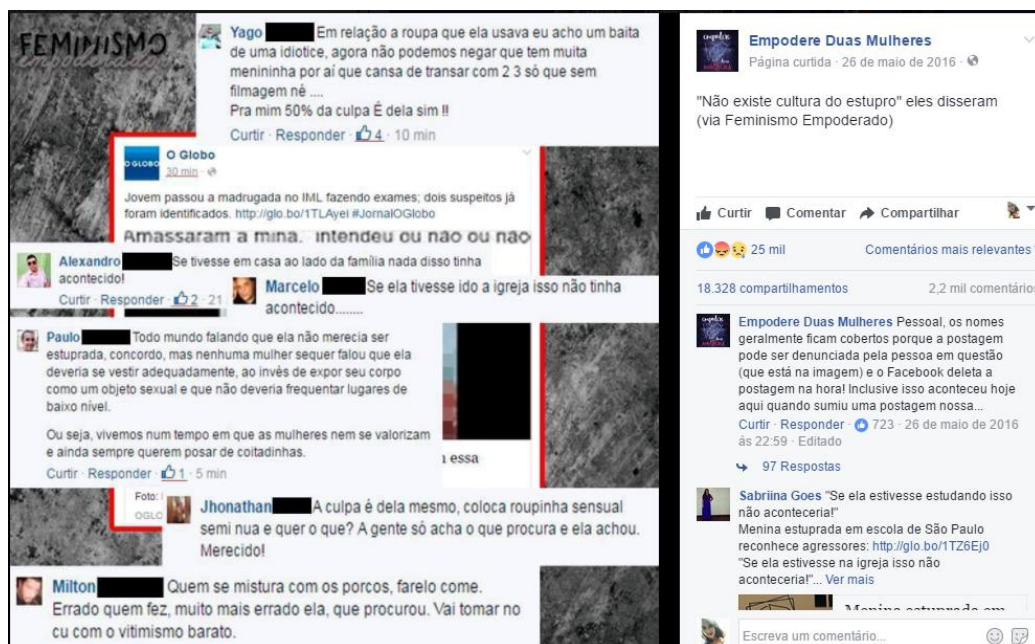 FEMINISMO
Empoderado
Yago Em relação a roupa que ela usava eu acho um baita
de uma idiotice, agora não podemos negar que tem muita
menininha por aí que cansa de transar com 2 3 só que sem
filmagem né ....
Pra mim 50% da culpa É dela sim !!
Curtir · Responder · 4 · 10 min
O GLOBO
O Globo
30 min ·
Jovem passou a madrugada no IML fazendo exames; dois suspeitos já
foram identificados. http://glo.bo/1TLAyei #JornalOGlobo
Amassaram a mina, intendeu ou não ou não
Alexandro Se tivesse em casa ao lado da família nada disso tinha
acontecido!
Curtir · Responder · 2 · 21
Marcelo Se ela tivesse ido a igreja isso não tinha
acontecido........
Paulo Todo mundo falando que ela não merecia ser
estuprada, concordo, mas nenhuma mulher sequer falou que ela
deveria se vestir adequadamente, ao invés de expor seu corpo
como um objeto sexual e que não deveria frequentar lugares de
baixo nível.
Ou seja, vivemos num tempo em que as mulheres nem se valorizam
e ainda sempre querem posar de coitadinhas.
Curtir · Responder · 1 · 5 min
essa
Foto:
OGLO
Jhonathan A culpa é dela mesmo, coloca roupinha sensual
semi nua e quer o que? A gente só acha o que procura e ela achou.
Merecido!
Milton Quem se mistura com os porcos, farelo come.
Errado quem fez, muito mais errado ela, que procurou. Vai tomar no
cu com o vitimismo barato.
Empodere Duas Mulheres
Página curtida · 26 de maio de 2016 ·
"Não existe cultura do estupro" eles disseram
(via Feminismo Empoderado)
Curtir Comentar Compartilhar
25 mil Comentários mais relevantes
18.328 compartilhamentos 2,2 mil comentários
Empodere Duas Mulheres Pessoal, os nomes
geralmente ficam cobertos porque a postagem
pode ser denunciada pela pessoa em questão
(que está na imagem) e o Facebook deleta a
postagem na hora! Inclusive isso aconteceu hoje
aqui quando sumiu uma postagem nossa...
Curtir · Responder · 723 · 26 de maio de 2016
às 22:59 · Editado
97 Respostas
Sabriina Goes "Se ela estivesse estudando isso
não aconteceria!"
Menina estuprada em escola de São Paulo
reconhece agressores: http://glo.bo/1TZ6Ej0
"Se ela estivesse na igreja isso não
aconteceria!"... Ver mais
Menina estuprada em
Escreva um comentário...